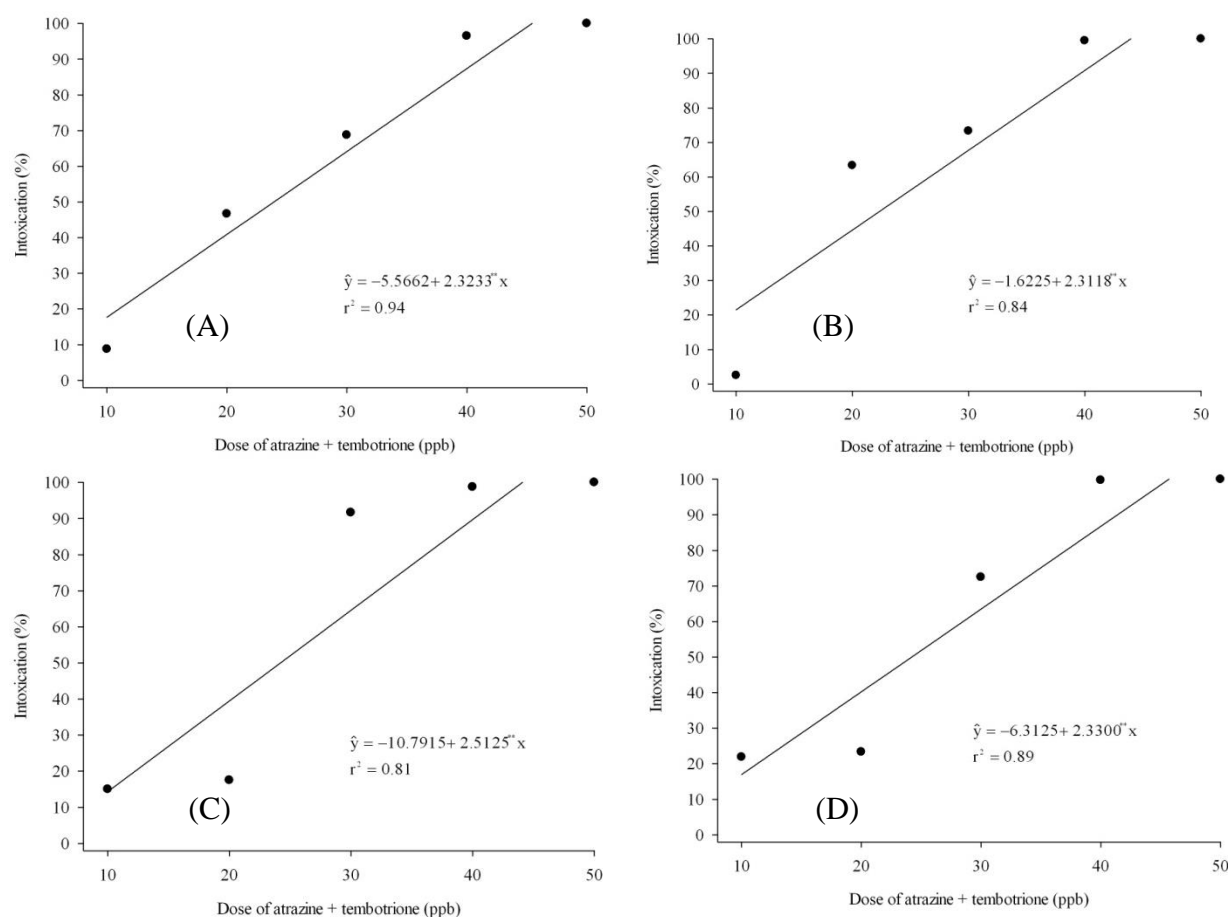 100
90
80
70
60
50
40
30
20
10
0
Intoxication (%)
ŷ = −5.5662+ 2.3233** x
r² = 0.94
(A)
10 20 30 40 50
Dose of atrazine + tembotrione (ppb)
100
90
80
70
60
50
40
30
20
10
0
Intoxication (%)
ŷ = −1.6225+ 2.3118** x
r² = 0.84
(B)
10 20 30 40 50
Dose of atrazine + tembotrione (ppb)
100
90
80
70
60
50
40
30
20
10
0
Intoxication (%)
ŷ = −10.7915+ 2.5125** x
r² = 0.81
(C)
10 20 30 40 50
Dose of atrazine + tembotrione (ppb)
100
90
80
70
60
50
40
30
20
10
0
Intoxication (%)
ŷ = −6.3125+ 2.3300** x
r² = 0.89
(D)
10 20 30 40 50
Dose of atrazine + tembotrione (ppb)